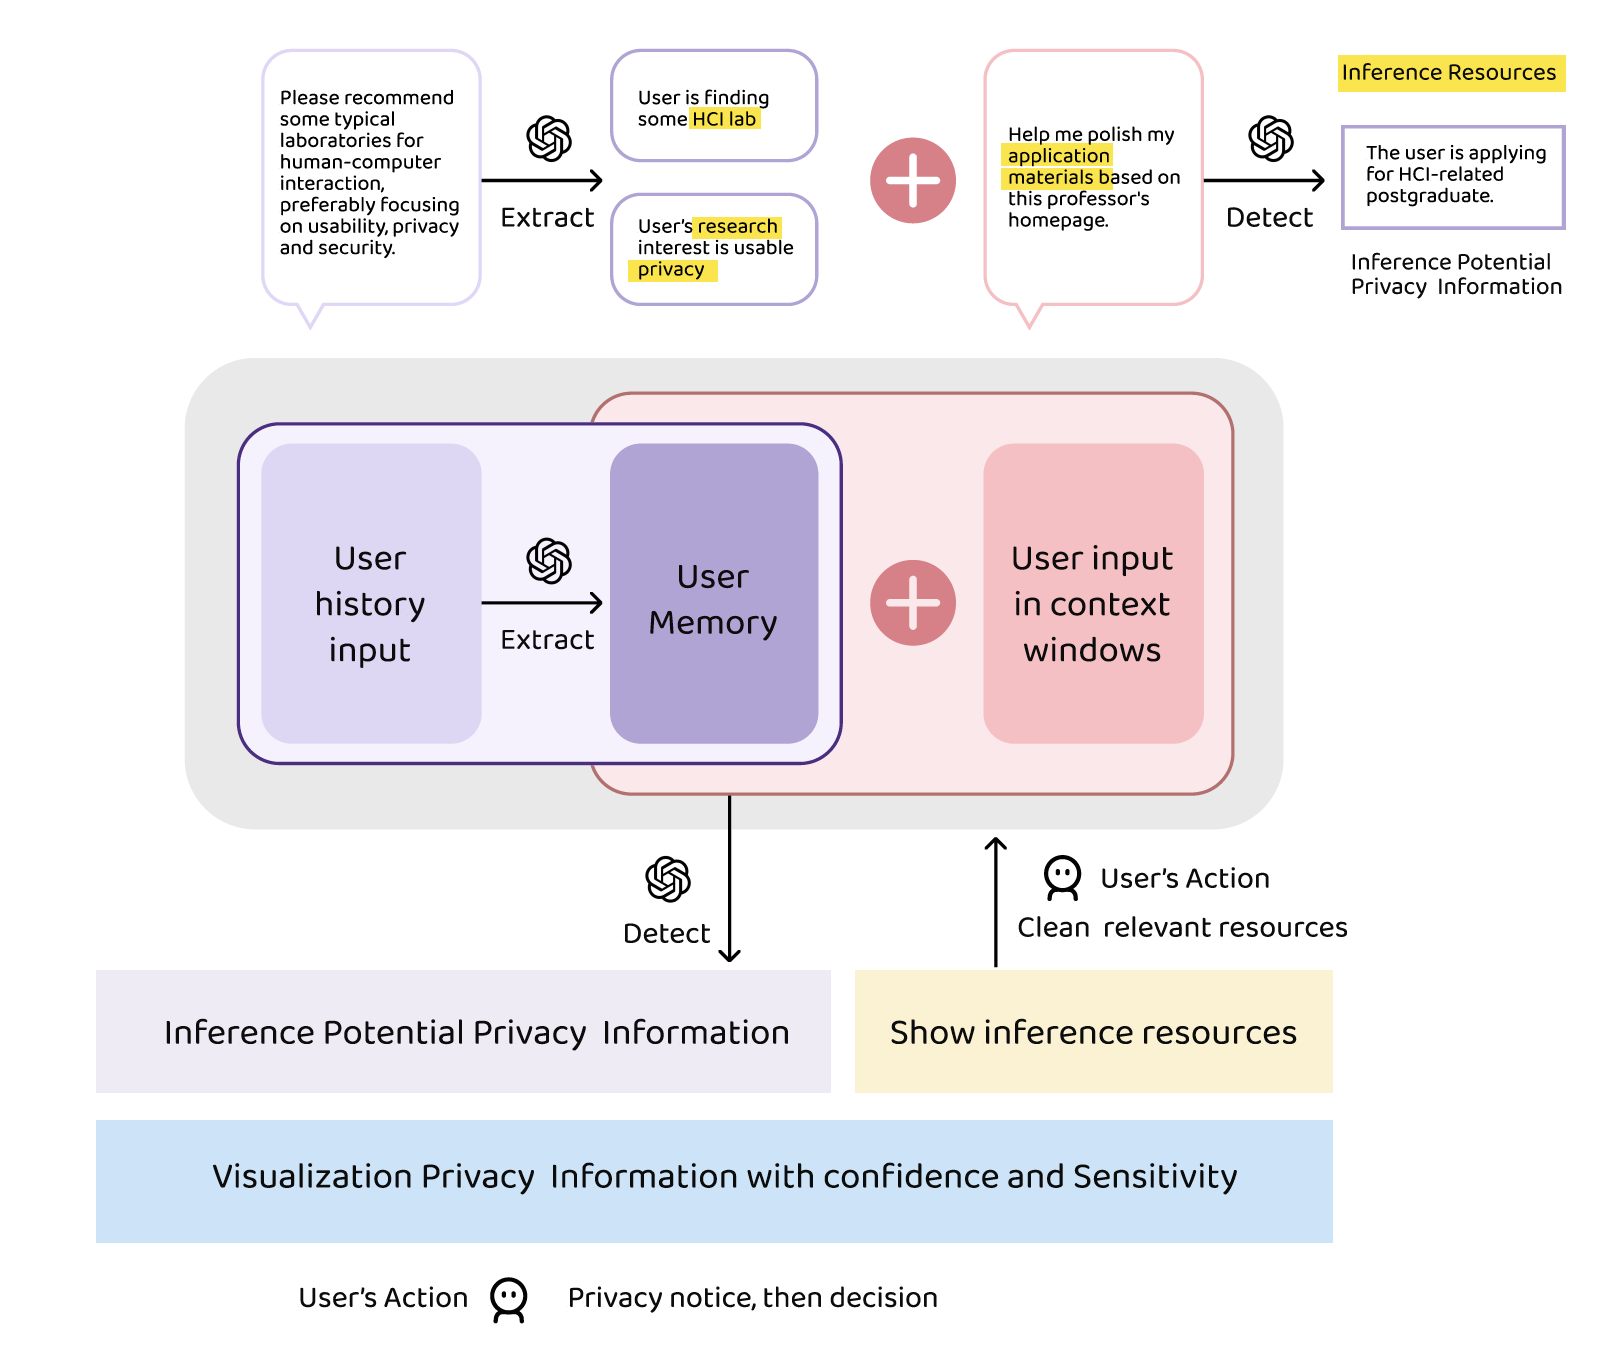 Please recommend
some typical
laboratories for
human-computer
interaction,
preferably focusing
on usability, privacy
and security.
Extract
User is finding
some HCI lab
User's research
interest is usable
privacy
Help me polish my
application
materials based on
this professor's
homepage.
Detect
Inference Resources
The user is applying
for HCI-related
postgraduate.
Inference Potential
Privacy Information
User
history
input
Extract
User
Memory
User input
in context
windows
Detect
User's Action
Clean relevant resources
Inference Potential Privacy Information
Show inference resources
Visualization Privacy Information with confidence and Sensitivity
User's Action
Privacy notice, then decision